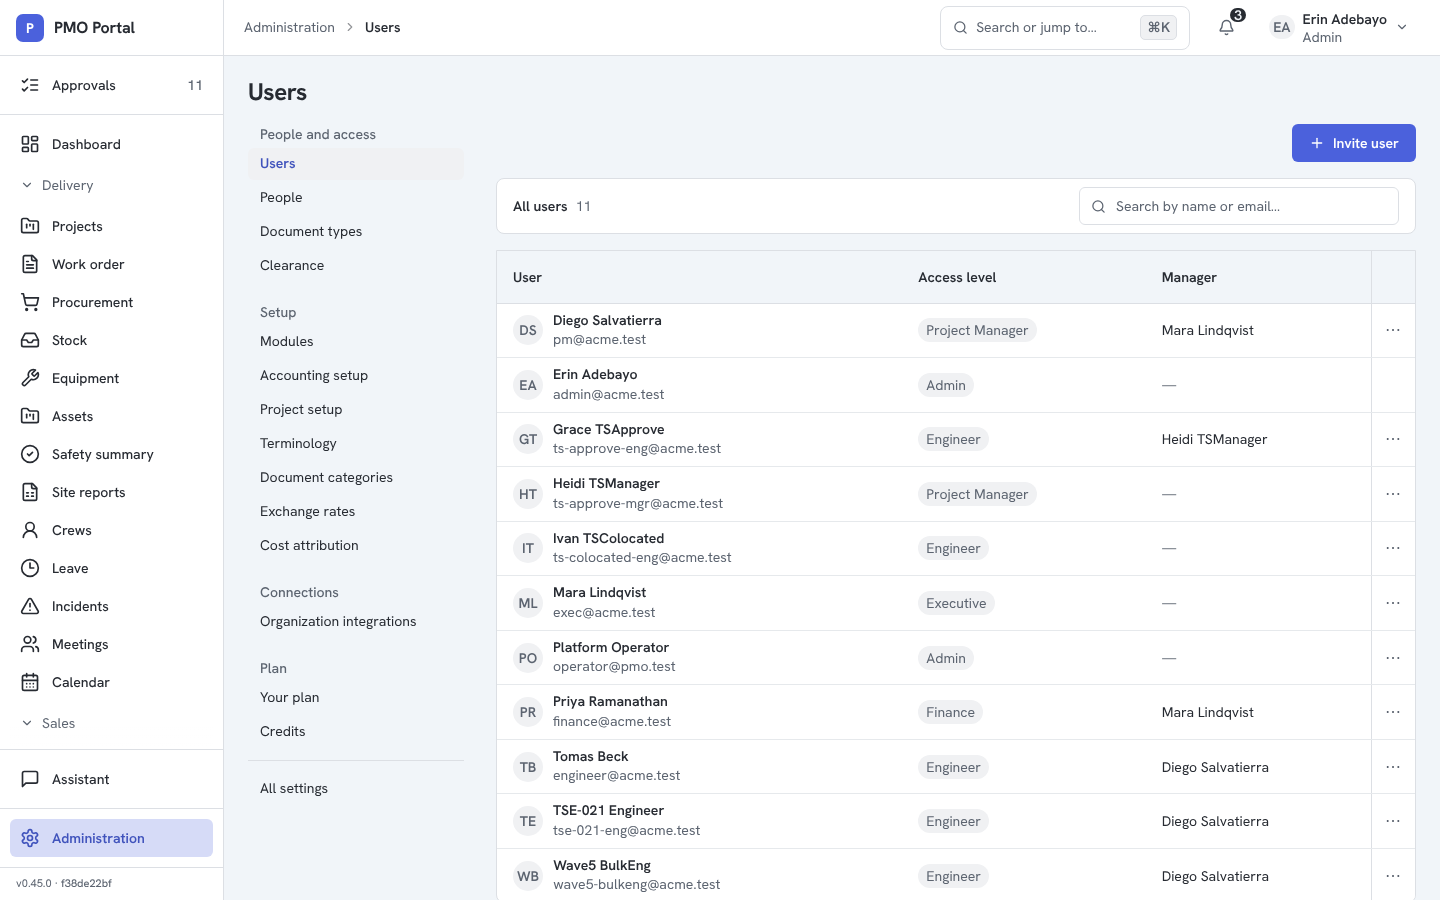 P PMO Portal
Administration > Users
Search or jump to... ⌘K
3
EA Erin Adebayo
Admin
Approvals 11
Dashboard
Delivery
Projects
Work order
Procurement
Stock
Equipment
Assets
Safety summary
Site reports
Crews
Leave
Incidents
Meetings
Calendar
Sales
Assistant
Administration
v0.45.0 · f38de22bf
Users
People and access
Users
People
Document types
Clearance
Setup
Modules
Accounting setup
Project setup
Terminology
Document categories
Exchange rates
Cost attribution
Connections
Organization integrations
Plan
Your plan
Credits
All settings
+ Invite user
All users 11
Search by name or email...
User Access level Manager
DS Diego Salvatierra
pm@acme.test
Project Manager Mara Lindqvist ...
EA Erin Adebayo
admin@acme.test
Admin —
GT Grace TSApprove
ts-approve-eng@acme.test
Engineer Heidi TSManager ...
HT Heidi TSManager
ts-approve-mgr@acme.test
Project Manager — ...
IT Ivan TSColocated
ts-colocated-eng@acme.test
Engineer — ...
ML Mara Lindqvist
exec@acme.test
Executive — ...
PO Platform Operator
operator@pmo.test
Admin — ...
PR Priya Ramanathan
finance@acme.test
Finance Mara Lindqvist ...
TB Tomas Beck
engineer@acme.test
Engineer Diego Salvatierra ...
TE TSE-021 Engineer
tse-021-eng@acme.test
Engineer Diego Salvatierra ...
WB Wave5 BulkEng
wave5-bulkeng@acme.test
Engineer Diego Salvatierra ...